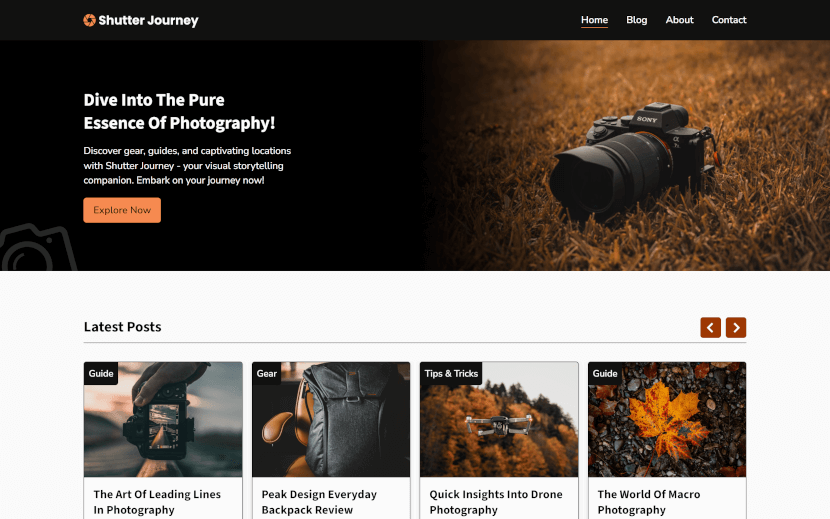 Shutter Journey
Home Blog About Contact
Dive Into The Pure
Essence Of Photography!
Discover gear, guides, and captivating locations
with Shutter Journey - your visual storytelling
companion. Embark on your journey now!
Explore Now
SONY
Latest Posts
Guide
Gear
Tips & Tricks
Guide
The Art Of Leading Lines
In Photography
Peak Design Everyday
Backpack Review
Quick Insights Into Drone
Photography
The World Of Macro
Photography